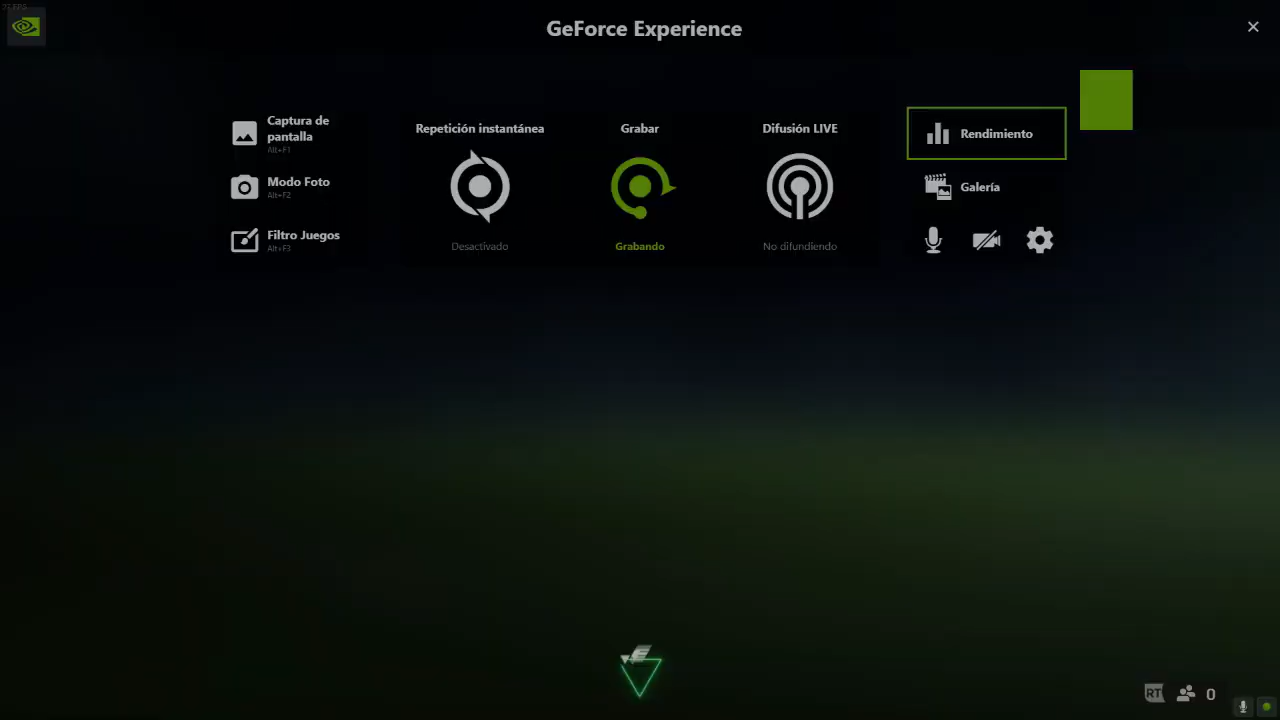 GeForce Experience
Captura de
pantalla
Alt+F1
Modo Foto
Alt+F2
Filtro Juegos
Alt+F3
Repetición instantánea
Desactivado
Grabar
Grabando
Difusión LIVE
No difundiendo
Rendimiento
Galería
RT
0